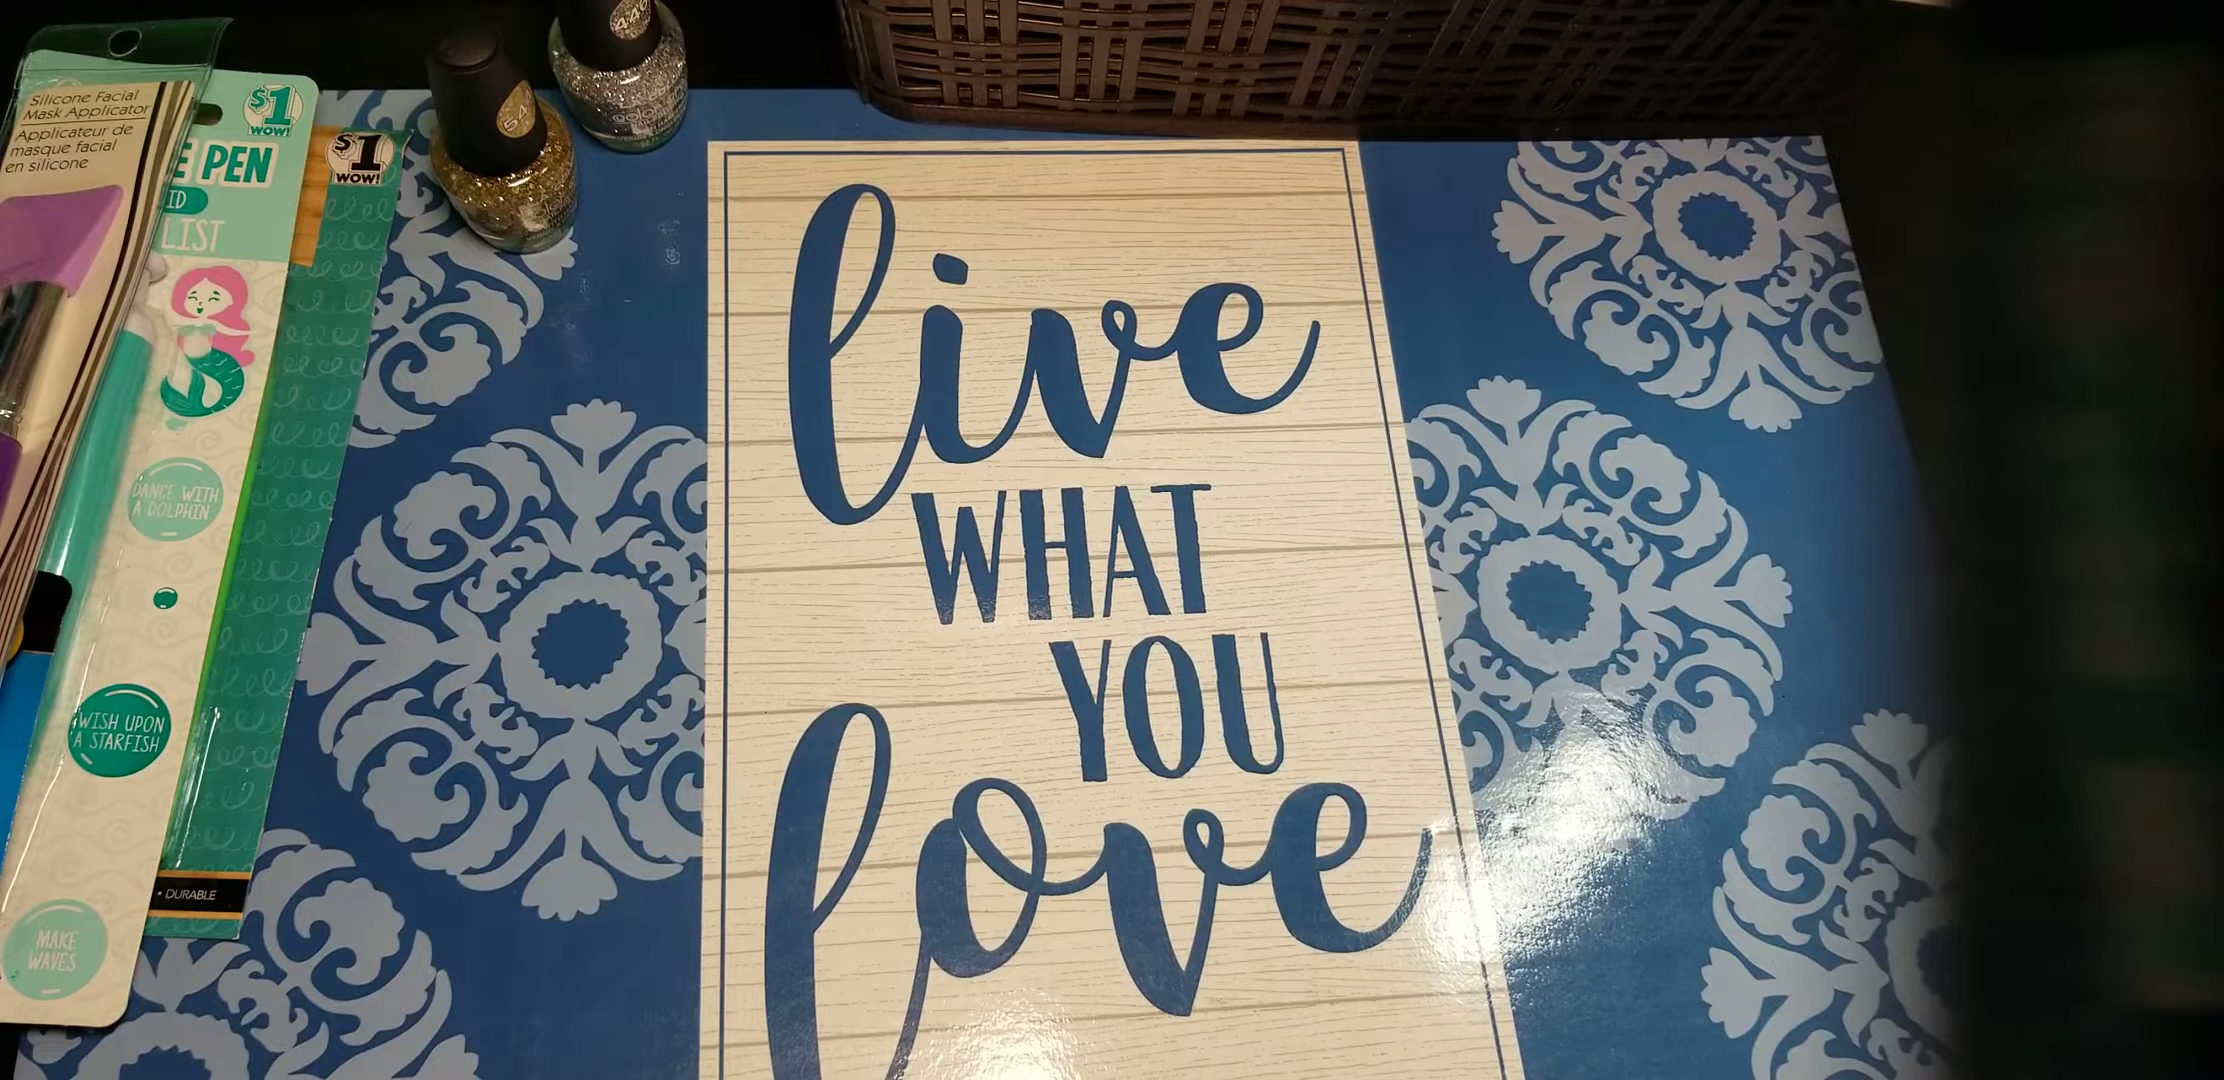 Silicone Facial
Mask Applicator
Applicateur de
masque facial
en silicone
$1
WOW!
E PEN
ID
LIST
DANCE WITH
A DOLPHIN
WISH UPON
A STARFISH
MAKE
WAVES
$1
WOW!
• DURABLE
live
WHAT
YOU
love